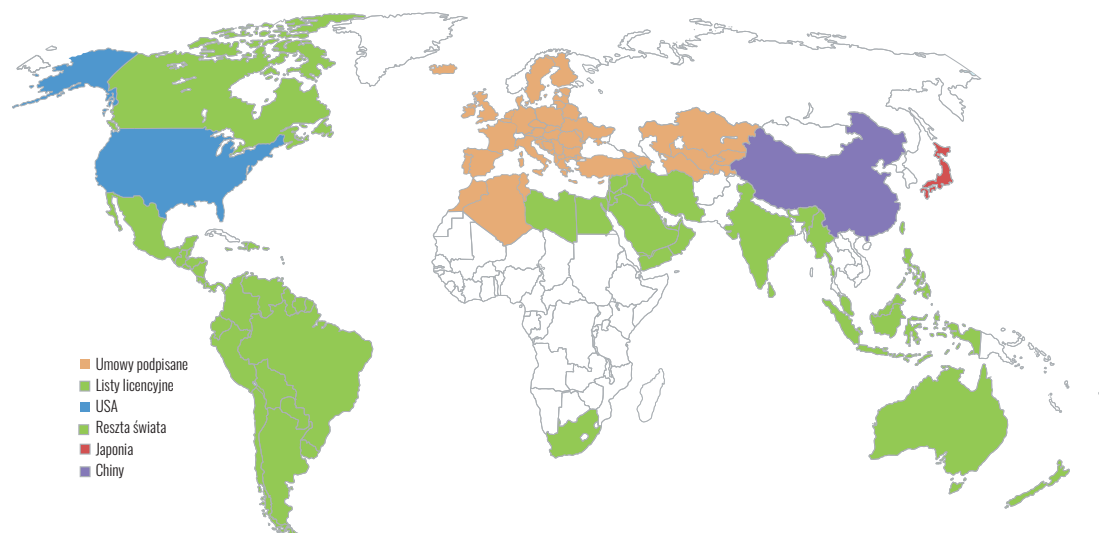 Umowy podpisane
Listy licencyjne
USA
Reszta świata
Japonia
Chiny